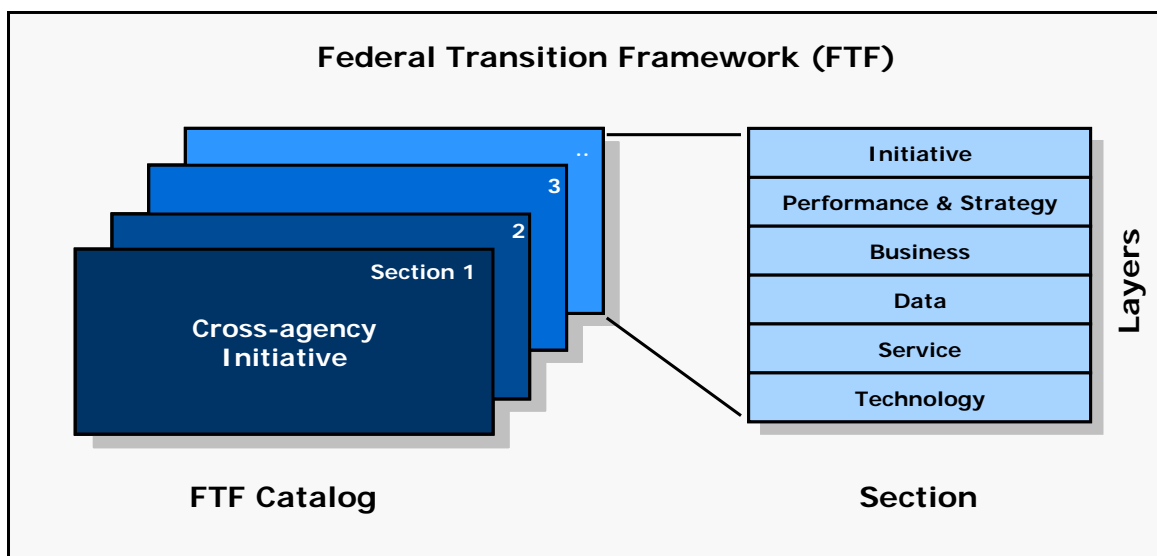 Federal Transition Framework (FTF)
..
3
2
Section 1
Cross-agency
Initiative
FTF Catalog
Initiative
Performance & Strategy
Business
Data
Service
Technology
Layers
Section